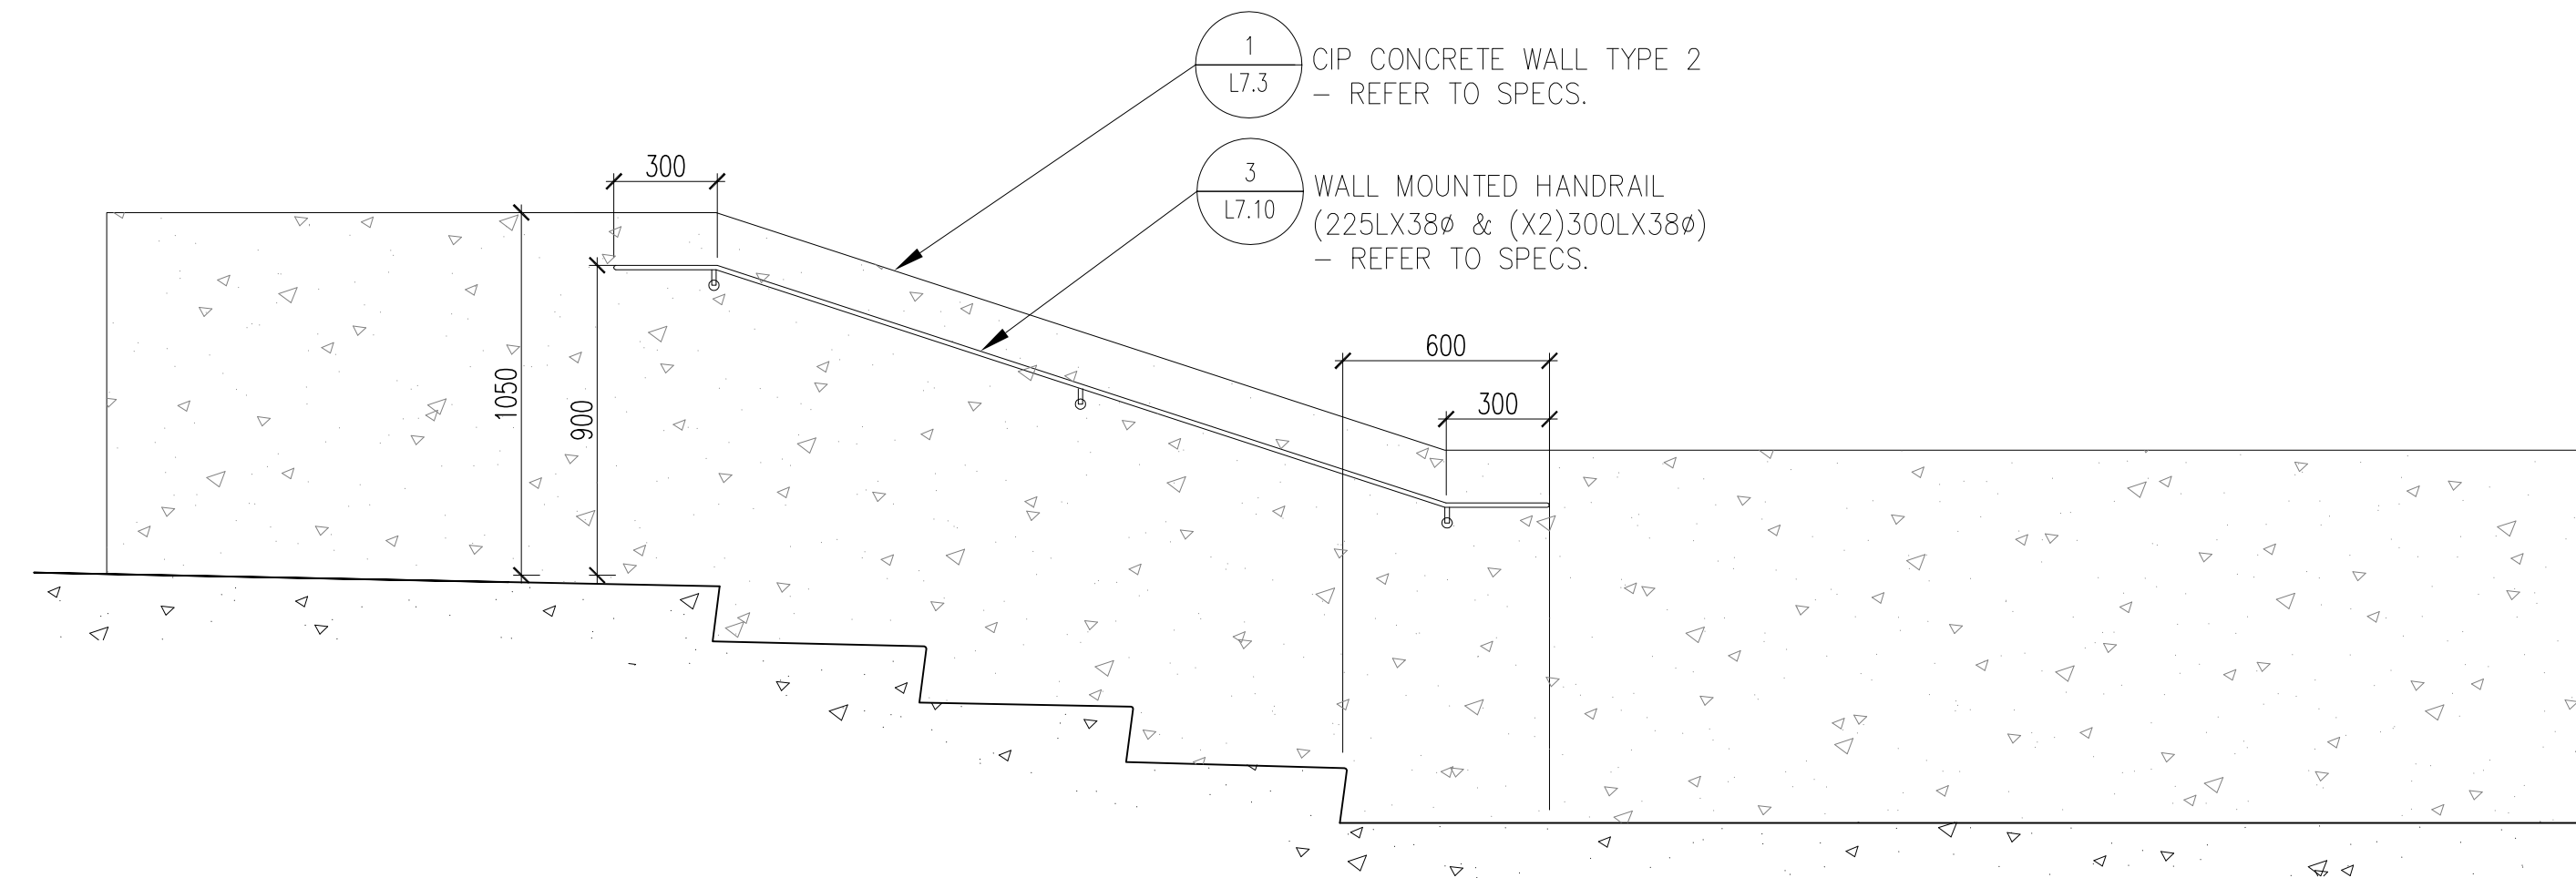 1
L7.3
CIP CONCRETE WALL TYPE 2
– REFER TO SPECS.
3
L7.10
WALL MOUNTED HANDRAIL
(225LX38ø & (X2)300LX38ø)
– REFER TO SPECS.
300
1050
900
600
300